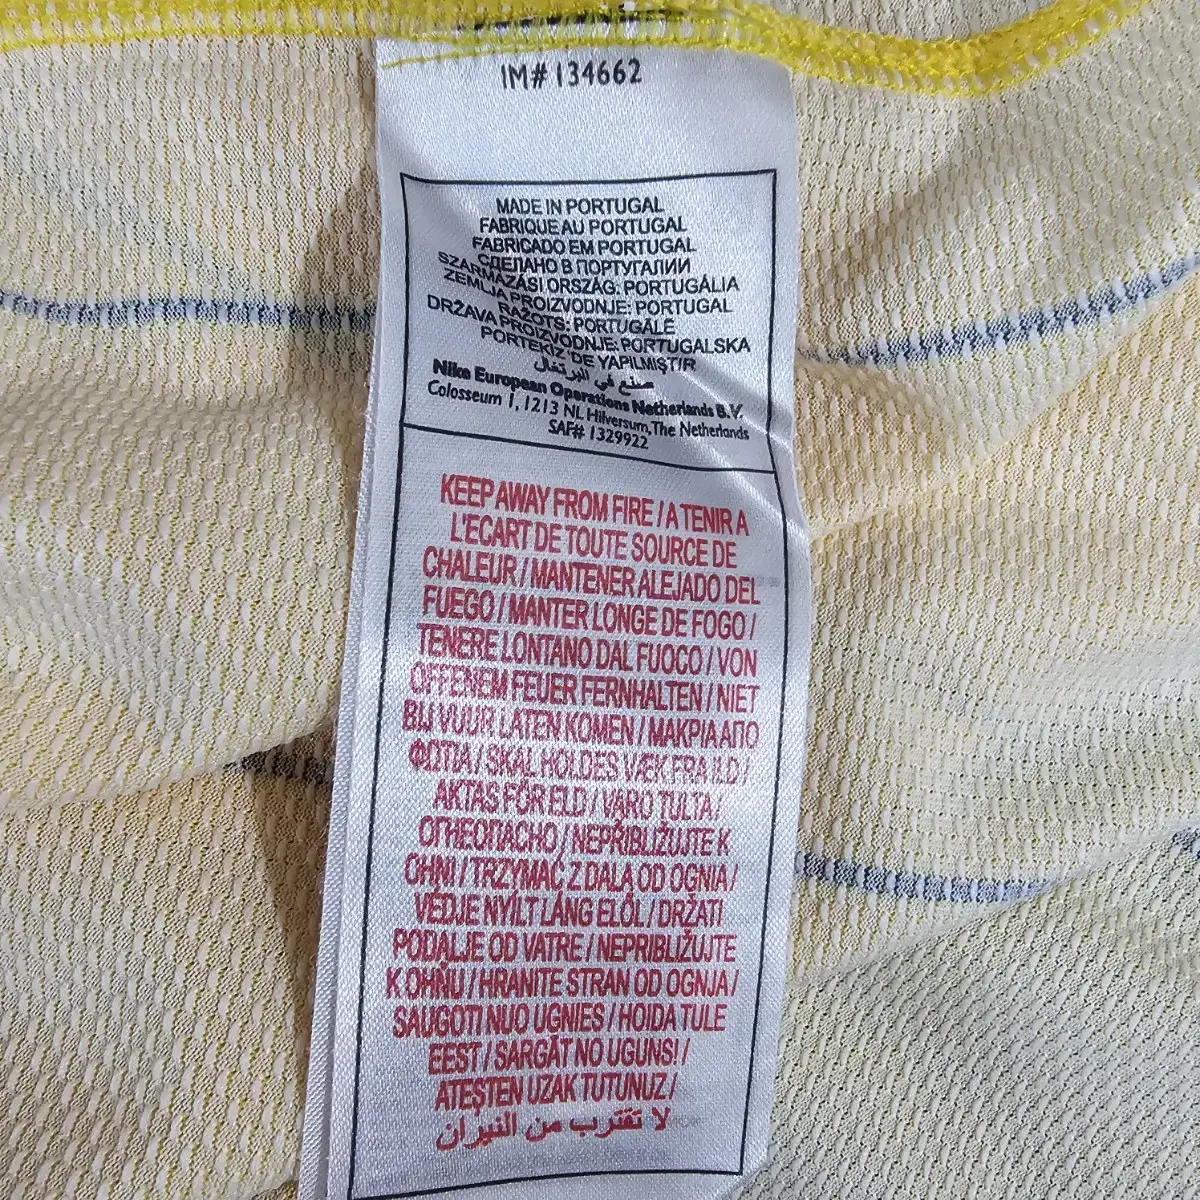 IM# 134662
MADE IN PORTUGAL
FABRIQUE AU PORTUGAL
FABRICADO EM PORTUGAL
СДЕЛАНО В ПОРТУГАЛИИ
SZÁRMAZÁSI ORSZÁG: PORTUGÁLIA
ZEMLJA PROIZVODNJE: PORTUGAL
RAŽOTS: PORTUGĀLE
DRŽAVA PROIZVODNJE: PORTUGALSKA
PORTEKİZ 'DE YAPILMIŞTIR
صنع في البرتغال
Nike European Operations Netherlands B.V.
Colosseum 1, 1213 NL Hilversum, The Netherlands
SAF# 1329922
KEEP AWAY FROM FIRE / A TENIR A
L'ECART DE TOUTE SOURCE DE
CHALEUR / MANTENER ALEJADO DEL
FUEGO / MANTER LONGE DE FOGO /
TENERE LONTANO DAL FUOCO / VON
OFFENEM FEUER FERNHALTEN / NIET
BIJ VUUR LATEN KOMEN / ΜΑΚΡΙΑ ΑΠΟ
ΦΩΤΙΑ / SKAL HOLDES VÆK FRA ILD /
AKTAS FÖR ELD / VARO TULTA /
ОГНЕОПАСНО / NEPŘIBLIŽUJTE K
OHNI / TRZYMAĆ Z DALA OD OGNIA /
VÉDJE NYÍLT LÁNG ELŐL / DRŽATI
PODALJE OD VATRE / NEPRIBLIŽUJTE
K OHŇU / HRANITE STRAN OD OGNJA /
SAUGOTI NUO UGNIES / HOIDA TULE
EEST / SARGĀT NO UGUNS! /
ATEŞTEN UZAK TUTUNUZ /
لا تقترب من النيران